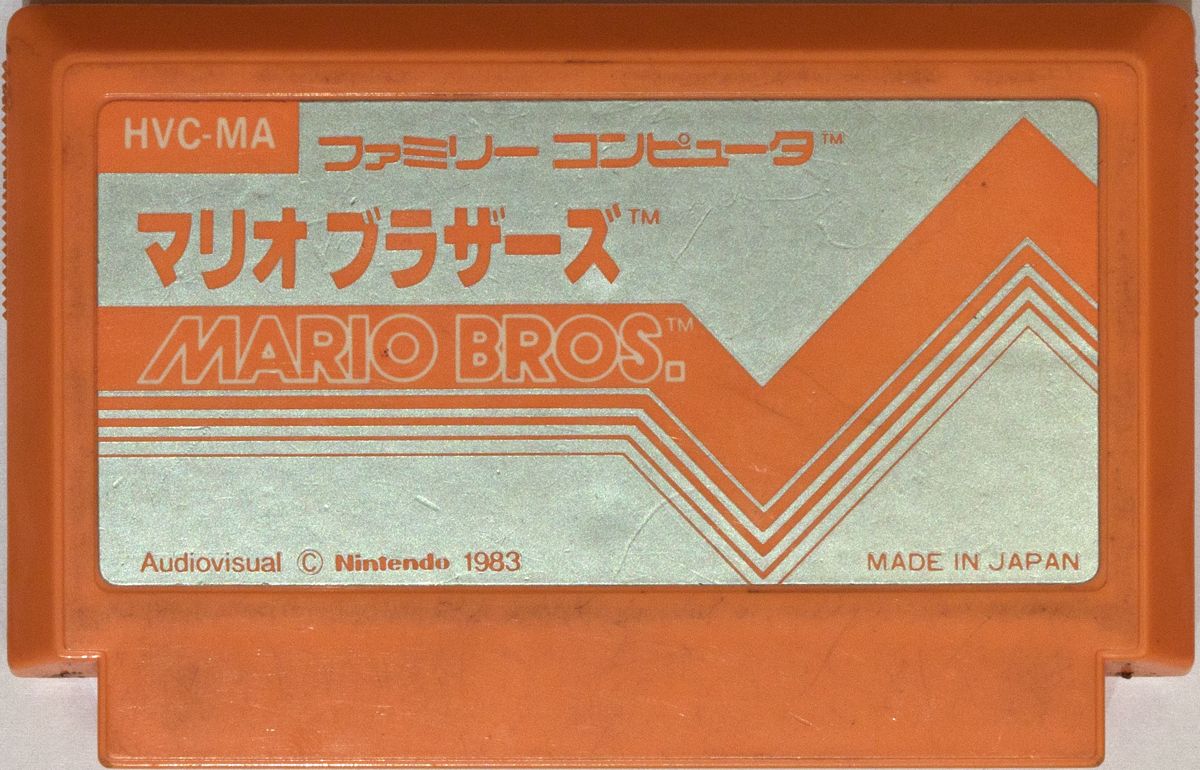 HVC-MA
ファミリー コンピュータ™
マリオブラザーズ™
MARIO BROS.™
Audiovisual © Nintendo 1983
MADE IN JAPAN